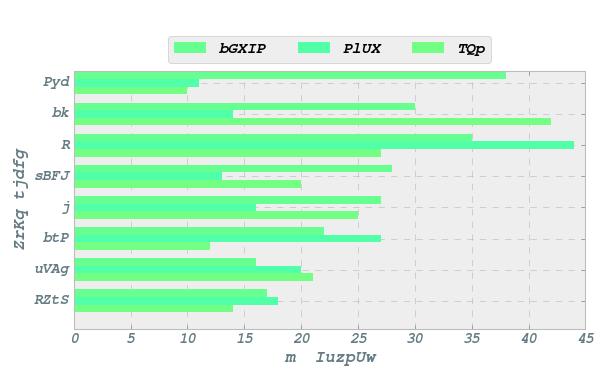 bGXIP PlUX TQp
ZrKq tjdfg
Pyd
bk
R
sBFJ
j
btP
uVAg
RZtS
0 5 10 15 20 25 30 35 40 45
m IuzpUw